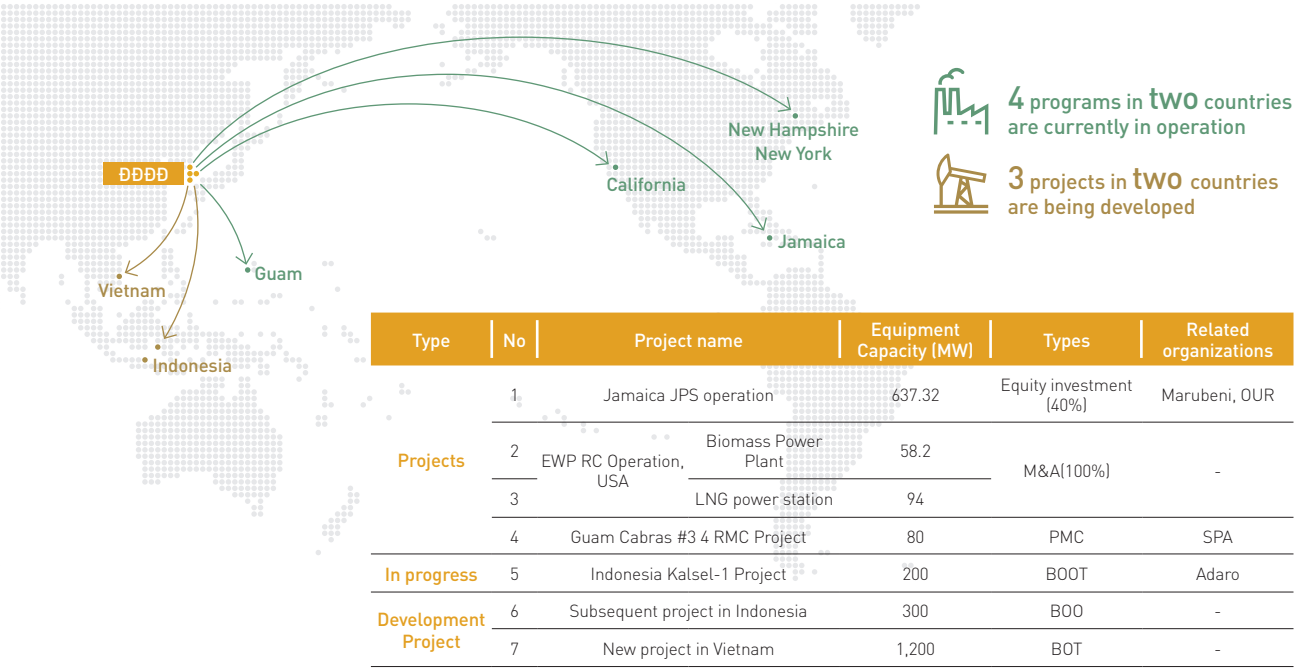 4 programs in two countries
are currently in operation
3 projects in two countries
are being developed
ĐĐĐĐ
New Hampshire
New York
California
Jamaica
Guam
Vietnam
Indonesia
Type No Project name Equipment Capacity (MW) Types Related organizations
Projects
1 Jamaica JPS operation 637.32 Equity investment (40%) Marubeni, OUR
EWP RC Operation, USA
2 Biomass Power Plant 58.2 M&A(100%) -
3 LNG power station 94
4 Guam Cabras #3 4 RMC Project 80 PMC SPA
In progress 5 Indonesia Kalsel-1 Project 200 BOOT Adaro
Development Project
6 Subsequent project in Indonesia 300 BOO -
7 New project in Vietnam 1,200 BOT -